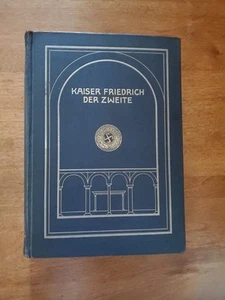 KAISER FRIEDRICH
DER ZWEITE